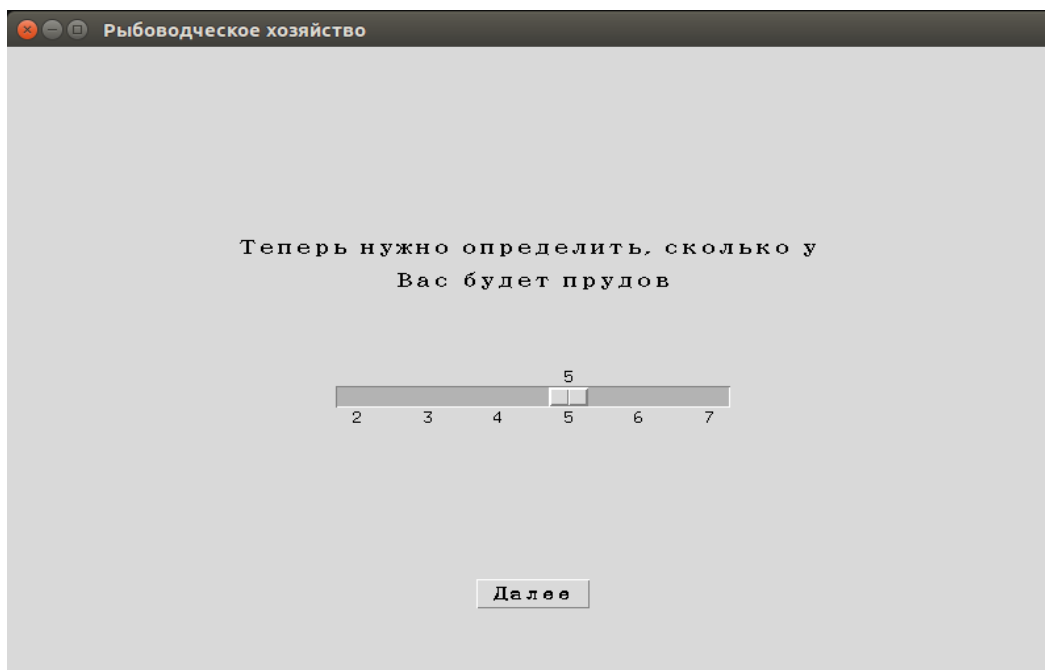 Рыбоводческое хозяйство
Теперь нужно определить, сколько у
Вас будет прудов
5
2 3 4 5 6 7
Далее